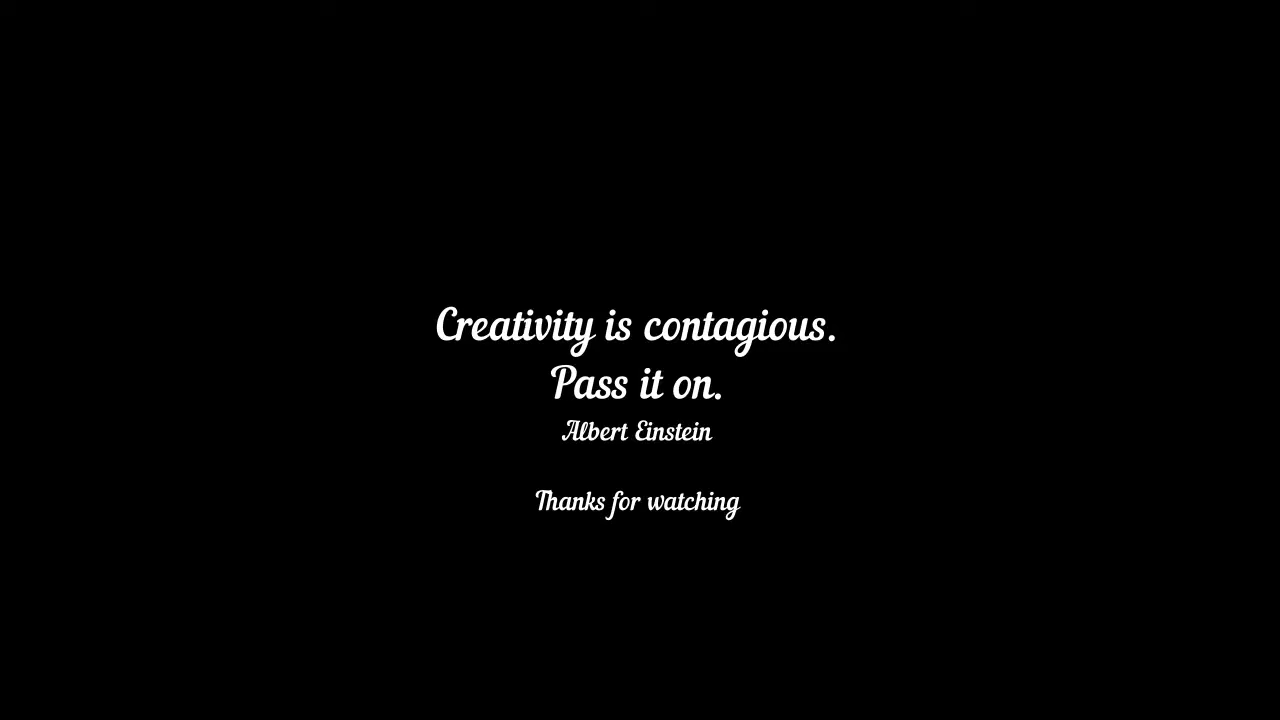 Creativity is contagious.
Pass it on.
Albert Einstein
Thanks for watching